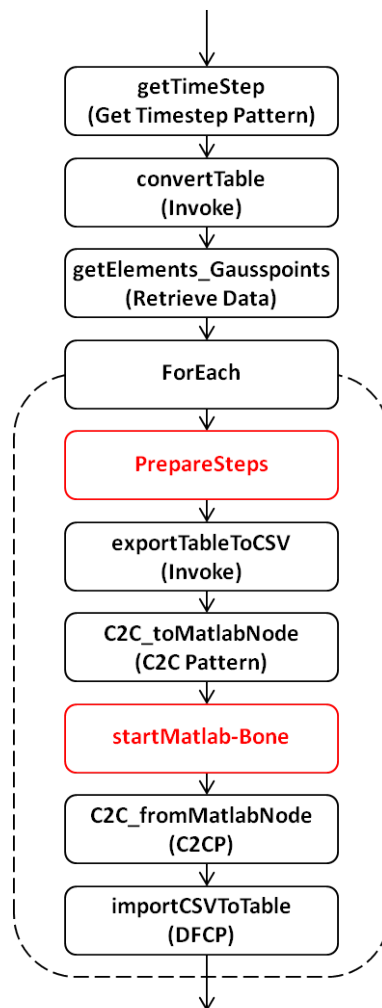 getTimeStep
(Get Timestep Pattern)
convertTable
(Invoke)
getElements_Gausspoints
(Retrieve Data)
ForEach
PrepareSteps
exportTableToCSV
(Invoke)
C2C_toMatlabNode
(C2C Pattern)
startMatlab-Bone
C2C_fromMatlabNode
(C2CP)
importCSVToTable
(DFCP)